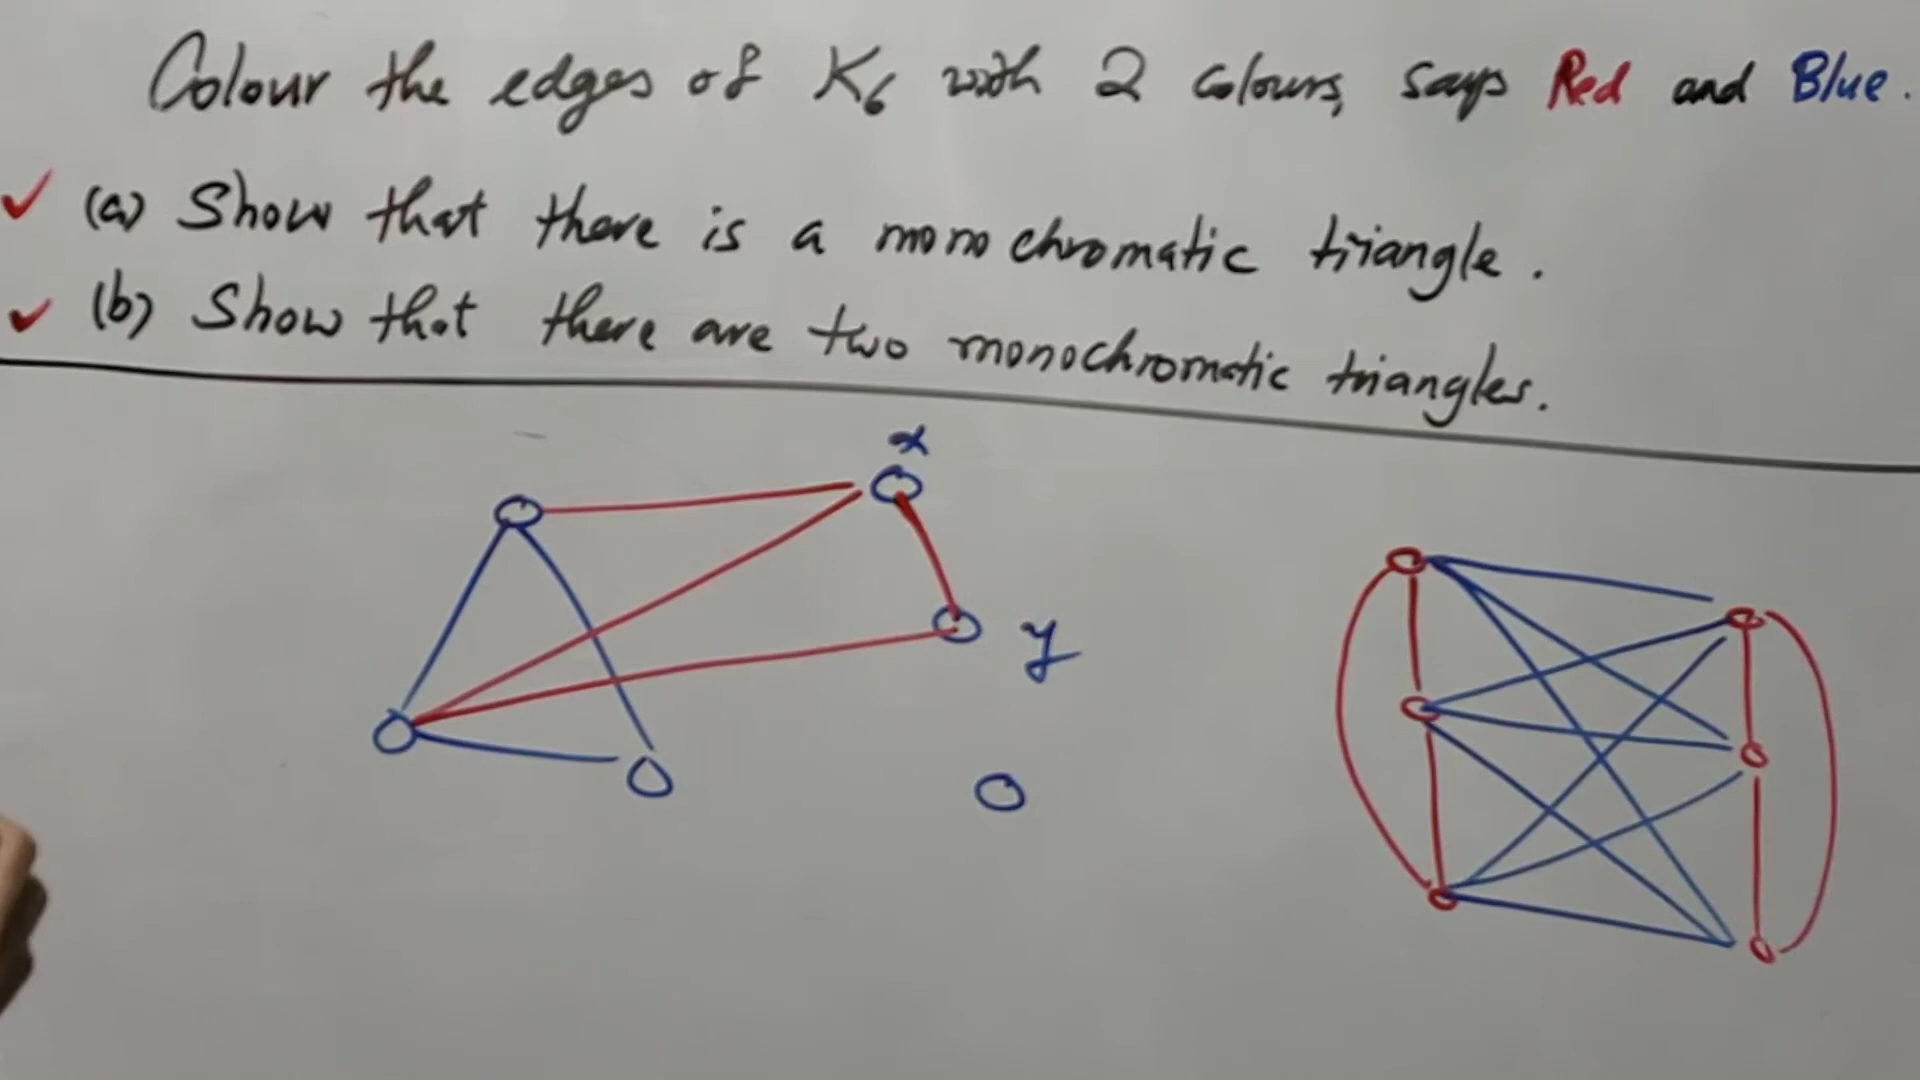 Colour the edges of K₆ with 2 colours, says Red and Blue.
✓ (a) Show that there is a monochromatic triangle.
✓ (b) Show that there are two monochromatic triangles.
x
y